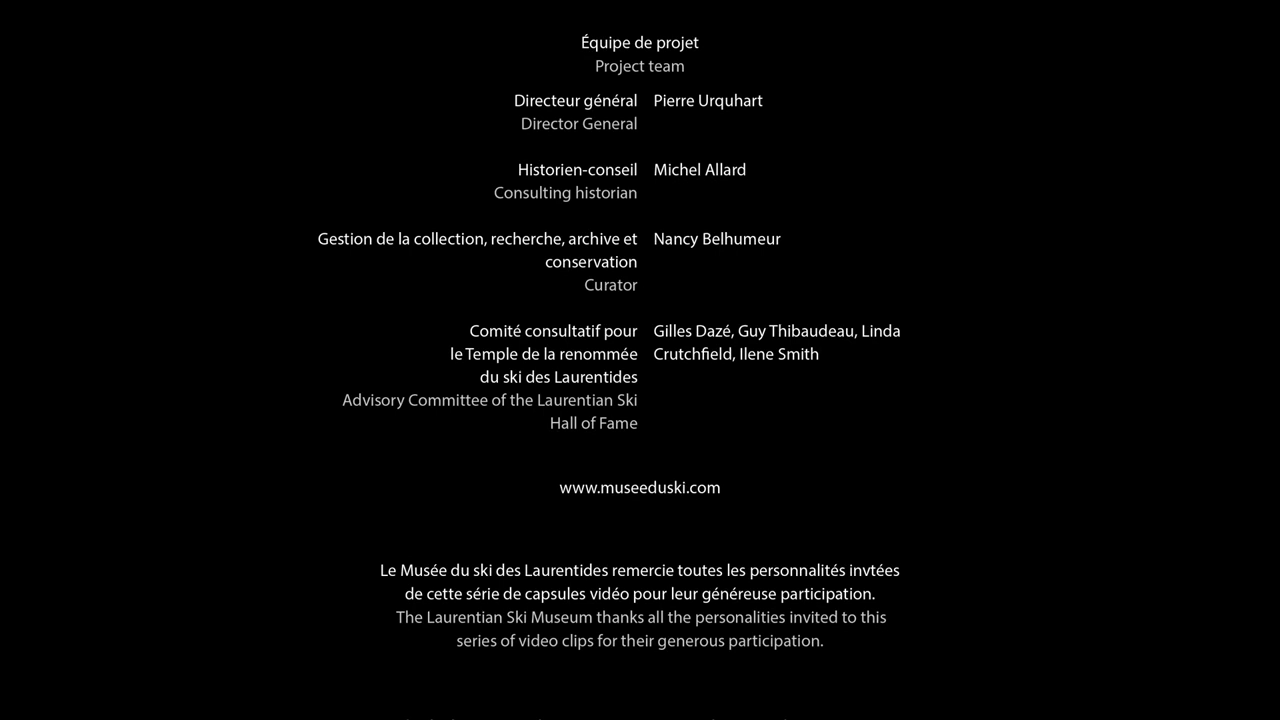 Équipe de projet
Project team
Directeur général Pierre Urquhart
Director General
Historien-conseil Michel Allard
Consulting historian
Gestion de la collection, recherche, archive et Nancy Belhumeur
conservation
Curator
Comité consultatif pour Gilles Dazé, Guy Thibaudeau, Linda
le Temple de la renommée Crutchfield, Ilene Smith
du ski des Laurentides
Advisory Committee of the Laurentian Ski
Hall of Fame
www.museeduski.com
Le Musée du ski des Laurentides remercie toutes les personnalités invtées
de cette série de capsules vidéo pour leur généreuse participation.
The Laurentian Ski Museum thanks all the personalities invited to this
series of video clips for their generous participation.